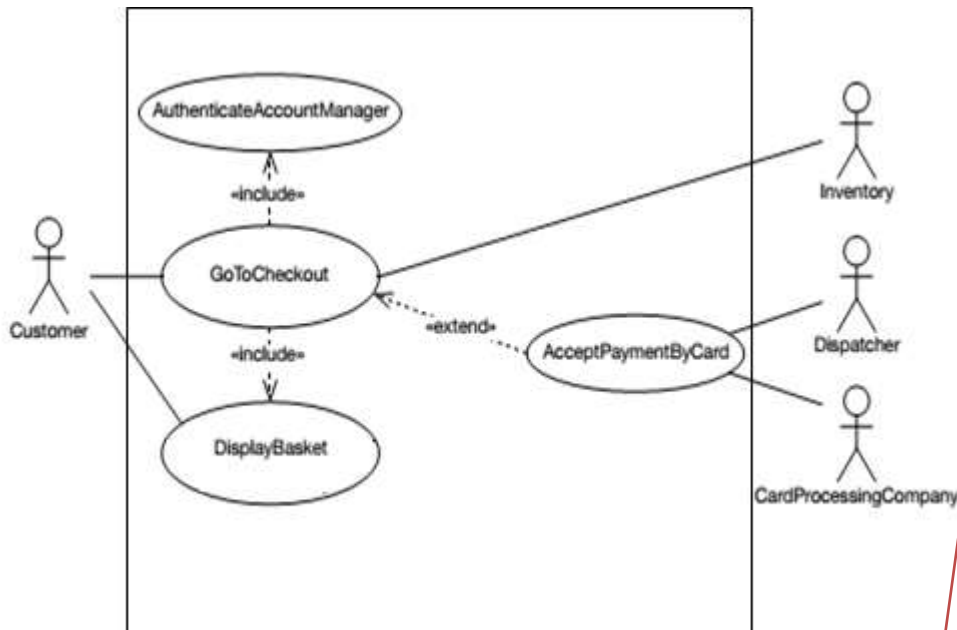 AuthenticateAccountManager
«include»
Inventory
GoToCheckout
Customer
«extend»
Dispatcher
«include»
AcceptPaymentByCard
DisplayBasket
CardProcessingCompany